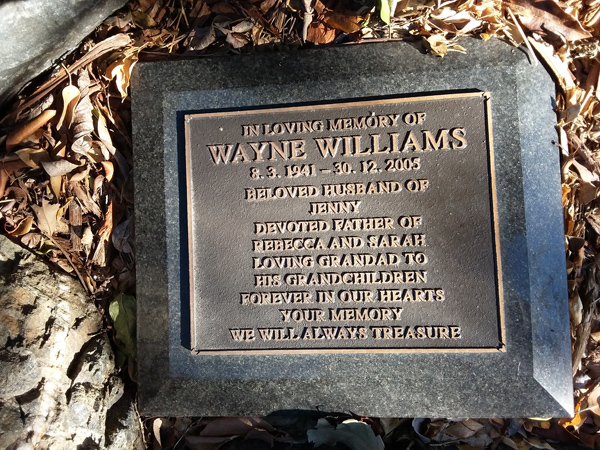 IN LOVING MEMORY OF
WAYNE WILLIAMS
8. 3. 1941 – 30. 12. 2005
BELOVED HUSBAND OF
JENNY
DEVOTED FATHER OF
REBECCA AND SARAH
LOVING GRANDAD TO
HIS GRANDCHILDREN
FOREVER IN OUR HEARTS
YOUR MEMORY
WE WILL ALWAYS TREASURE